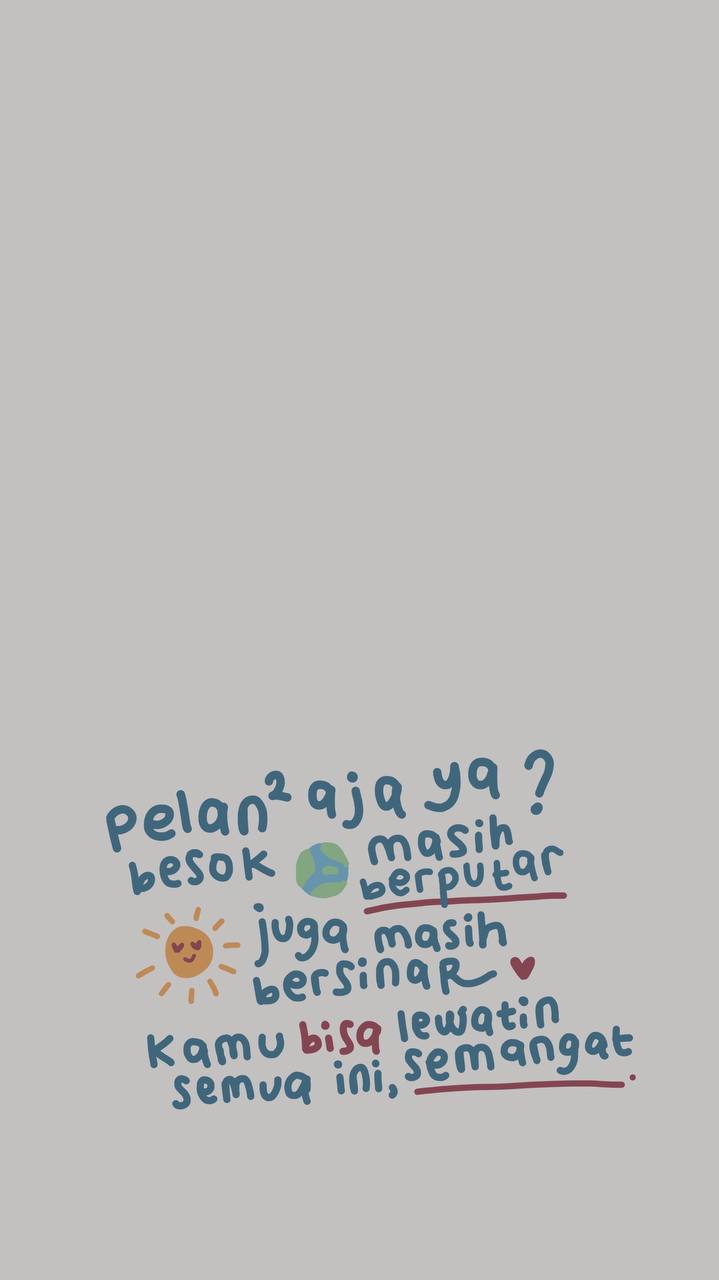 pelan² aja ya ?
besok masih
berputar
juga masih
bersinar
kamu bisa lewatin
semua ini, semangat.